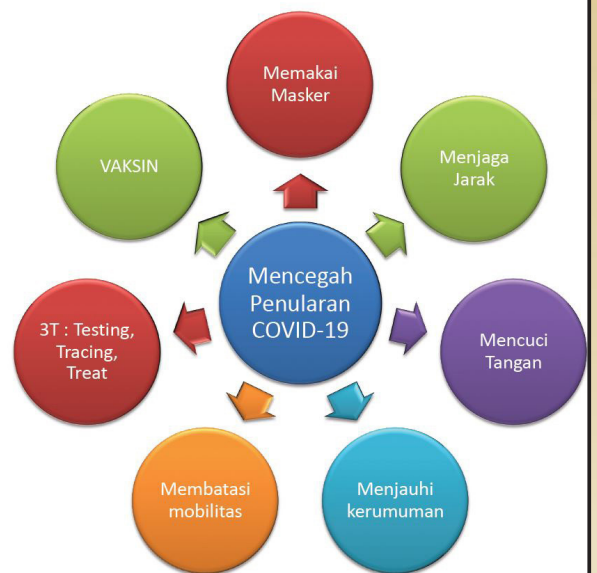 Memakai
Masker
Menjaga
Jarak
Mencuci
Tangan
Menjauhi
kerumuman
Membatasi
mobilitas
3T : Testing,
Tracing,
Treat
VAKSIN
Mencegah
Penularan
COVID-19